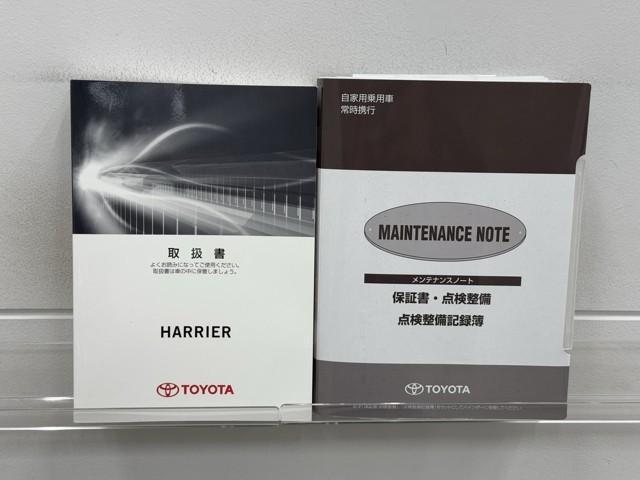 取扱書
よくお読みになってご使用ください。
取扱書は車の中に保管しましょう。
HARRIER
TOYOTA
自家用乗用車
常時携行
MAINTENANCE NOTE
メンテナンスノート
保証書・点検整備
点検整備記録簿
TOYOTA